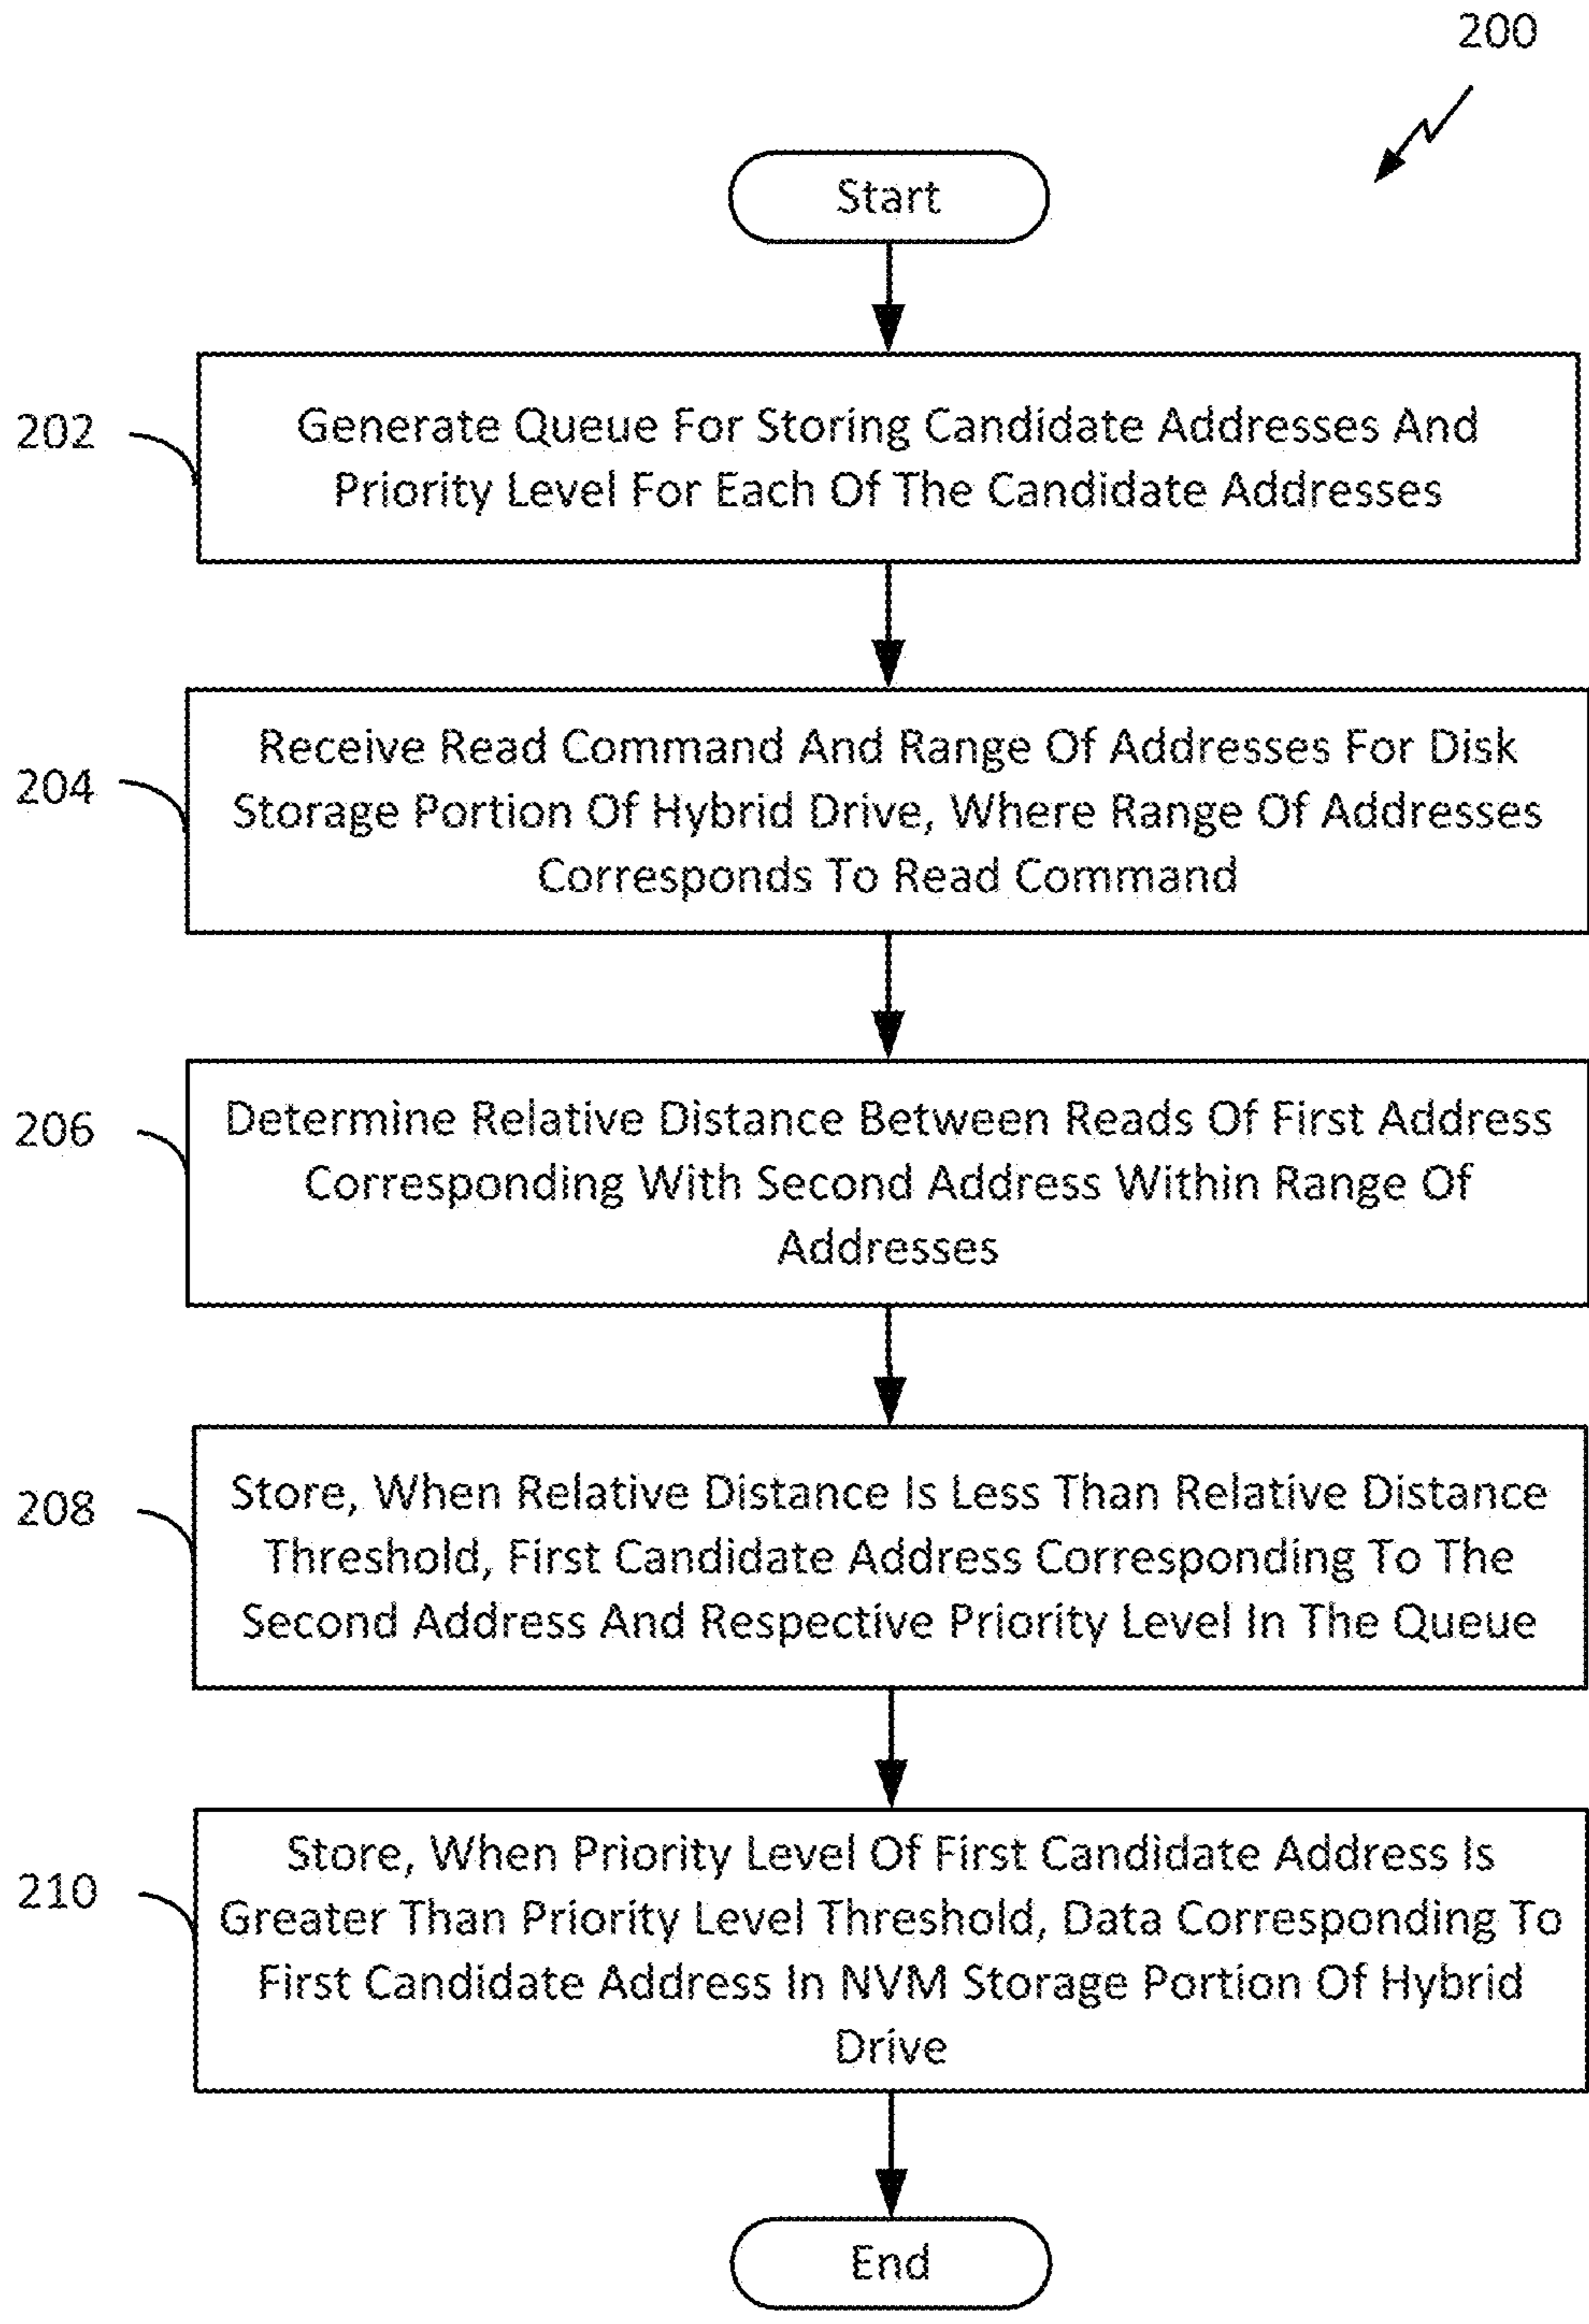 200
Start
202
Generate Queue For Storing Candidate Addresses And
Priority Level For Each Of The Candidate Addresses
204
Receive Read Command And Range Of Addresses For Disk
Storage Portion Of Hybrid Drive, Where Range Of Addresses
Corresponds To Read Command
206
Determine Relative Distance Between Reads Of First Address
Corresponding With Second Address Within Range Of
Addresses
208
Store, When Relative Distance Is Less Than Relative Distance
Threshold, First Candidate Address Corresponding To The
Second Address And Respective Priority Level In The Queue
210
Store, When Priority Level Of First Candidate Address Is
Greater Than Priority Level Threshold, Data Corresponding To
First Candidate Address In NVM Storage Portion Of Hybrid
Drive
End